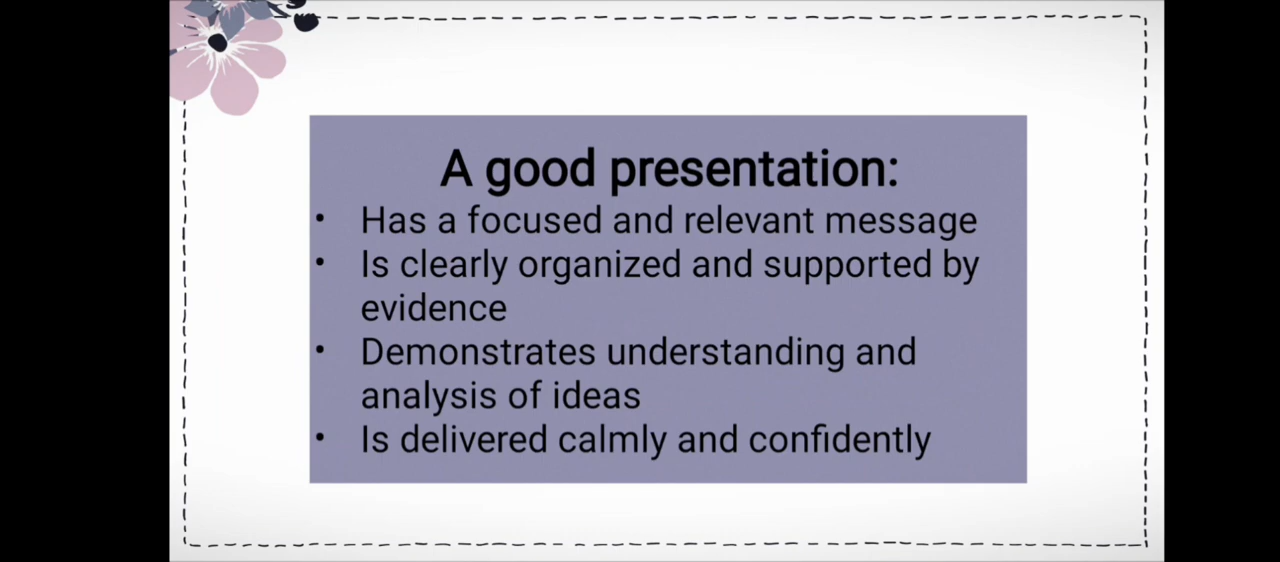 A good presentation:
• Has a focused and relevant message
• Is clearly organized and supported by
evidence
• Demonstrates understanding and
analysis of ideas
• Is delivered calmly and confidently